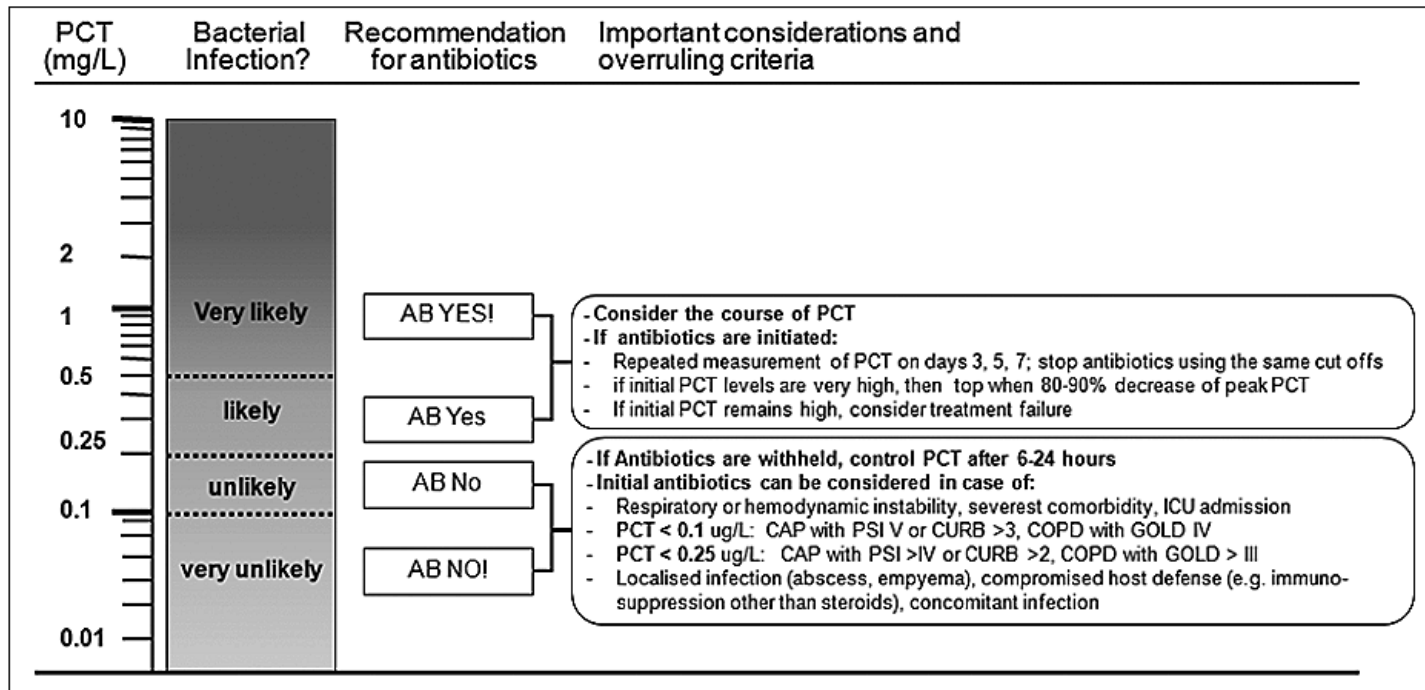 PCT
(mg/L)
Bacterial
Infection?
Recommendation
for antibiotics
Important considerations and
overruling criteria
10
2
1
0.5
0.25
0.1
0.01
Very likely
likely
unlikely
very unlikely
AB YES!
AB Yes
AB No
AB NO!
- Consider the course of PCT
- If antibiotics are initiated:
- Repeated measurement of PCT on days 3, 5, 7; stop antibiotics using the same cut offs
- if initial PCT levels are very high, then top when 80-90% decrease of peak PCT
- If initial PCT remains high, consider treatment failure
- If Antibiotics are withheld, control PCT after 6-24 hours
- Initial antibiotics can be considered in case of:
- Respiratory or hemodynamic instability, severest comorbidity, ICU admission
- PCT < 0.1 ug/L: CAP with PSI V or CURB >3, COPD with GOLD IV
- PCT < 0.25 ug/L: CAP with PSI >IV or CURB >2, COPD with GOLD > III
- Localised infection (abscess, empyema), compromised host defense (e.g. immuno-
suppression other than steroids), concomitant infection